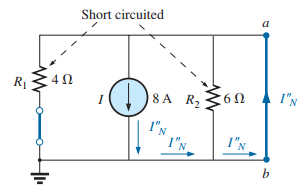 Short circuited
a
R₁ 4 Ω
I 8 A R₂ 6 Ω I″N
I″N I″N I″N
b